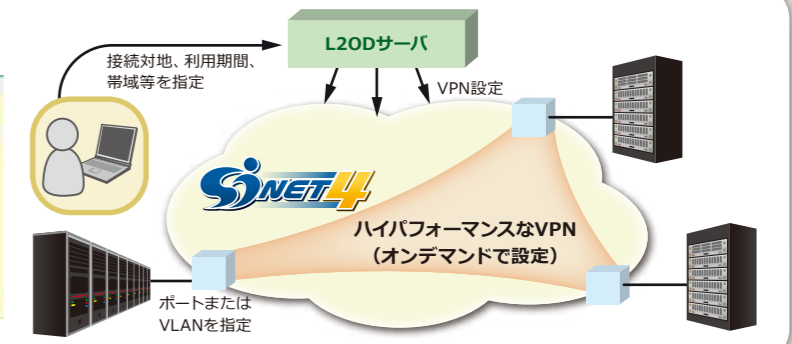 L2ODサーバ
接続対地、利用期間、
帯域等を指定
VPN設定
SiNET4
ハイパフォーマンスなVPN
（オンデマンドで設定）
ポートまたは
VLANを指定